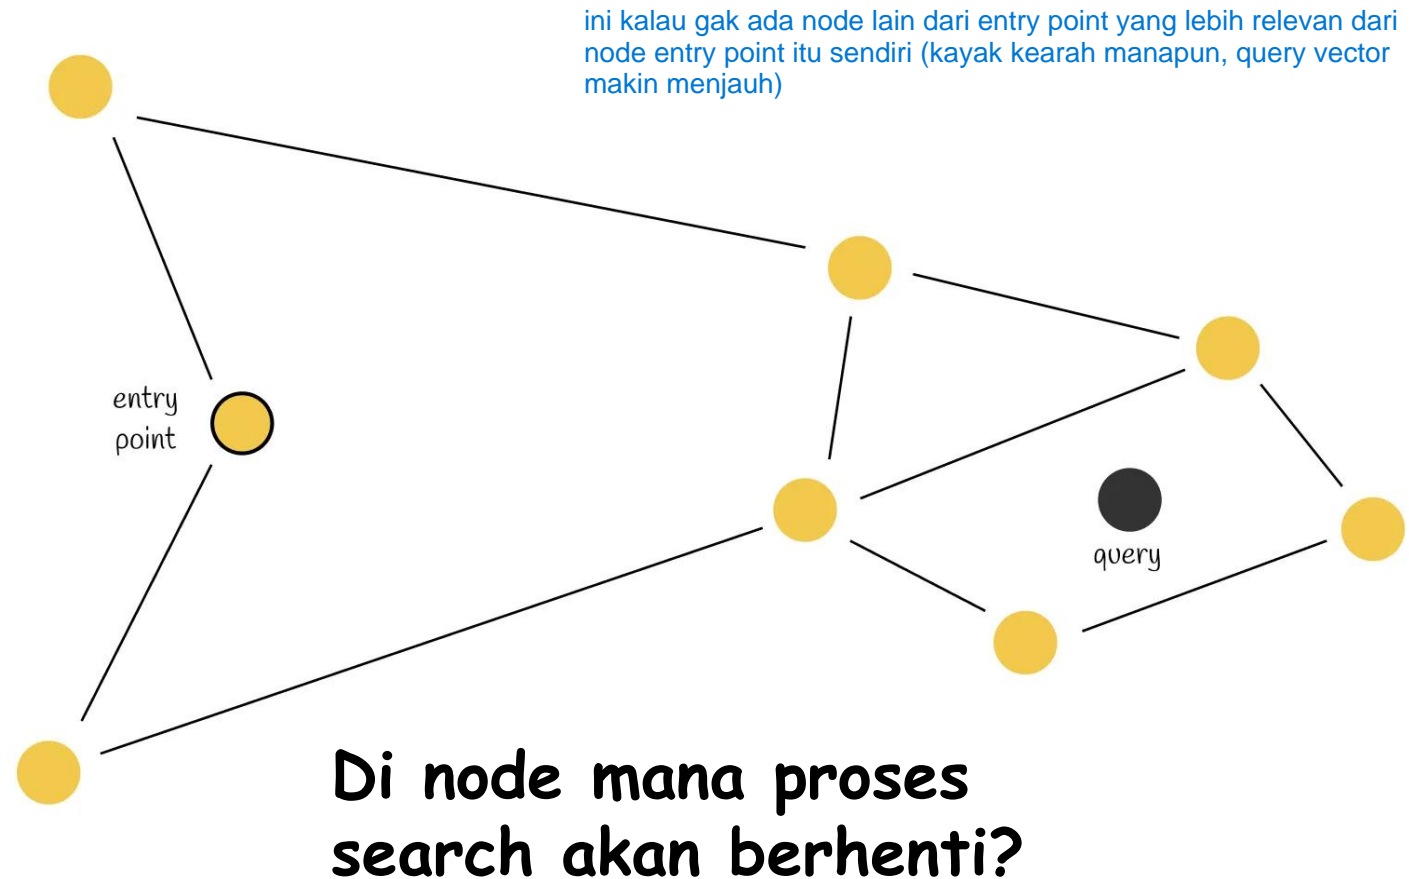 ini kalau gak ada node lain dari entry point yang lebih relevan dari
node entry point itu sendiri (kayak kearah manapun, query vector
makin menjauh)
entry
point
query
Di node mana proses
search akan berhenti?